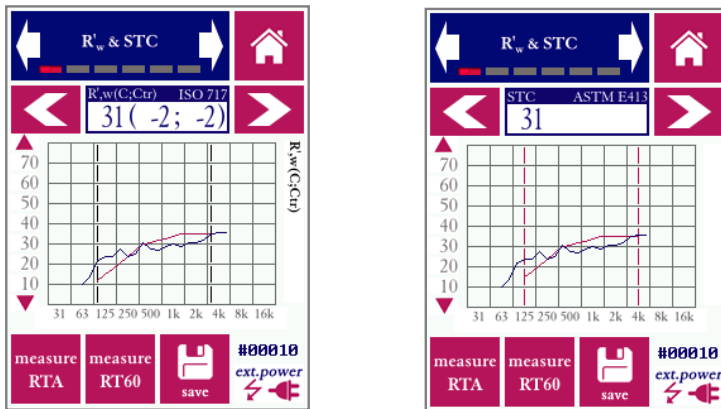 R'w & STC
R',w(C;Ctr) ISO 717
31( -2; -2)
70
60
50
40
30
20
10
R',w(C;Ctr)
31 63 125 250 500 1k 2k 4k 8k 16k
measure RTA
measure RT60
save
#00010
ext.power
R'w & STC
STC ASTM E413
31
70
60
50
40
30
20
10
31 63 125 250 500 1k 2k 4k 8k 16k
measure RTA
measure RT60
save
#00010
ext.power